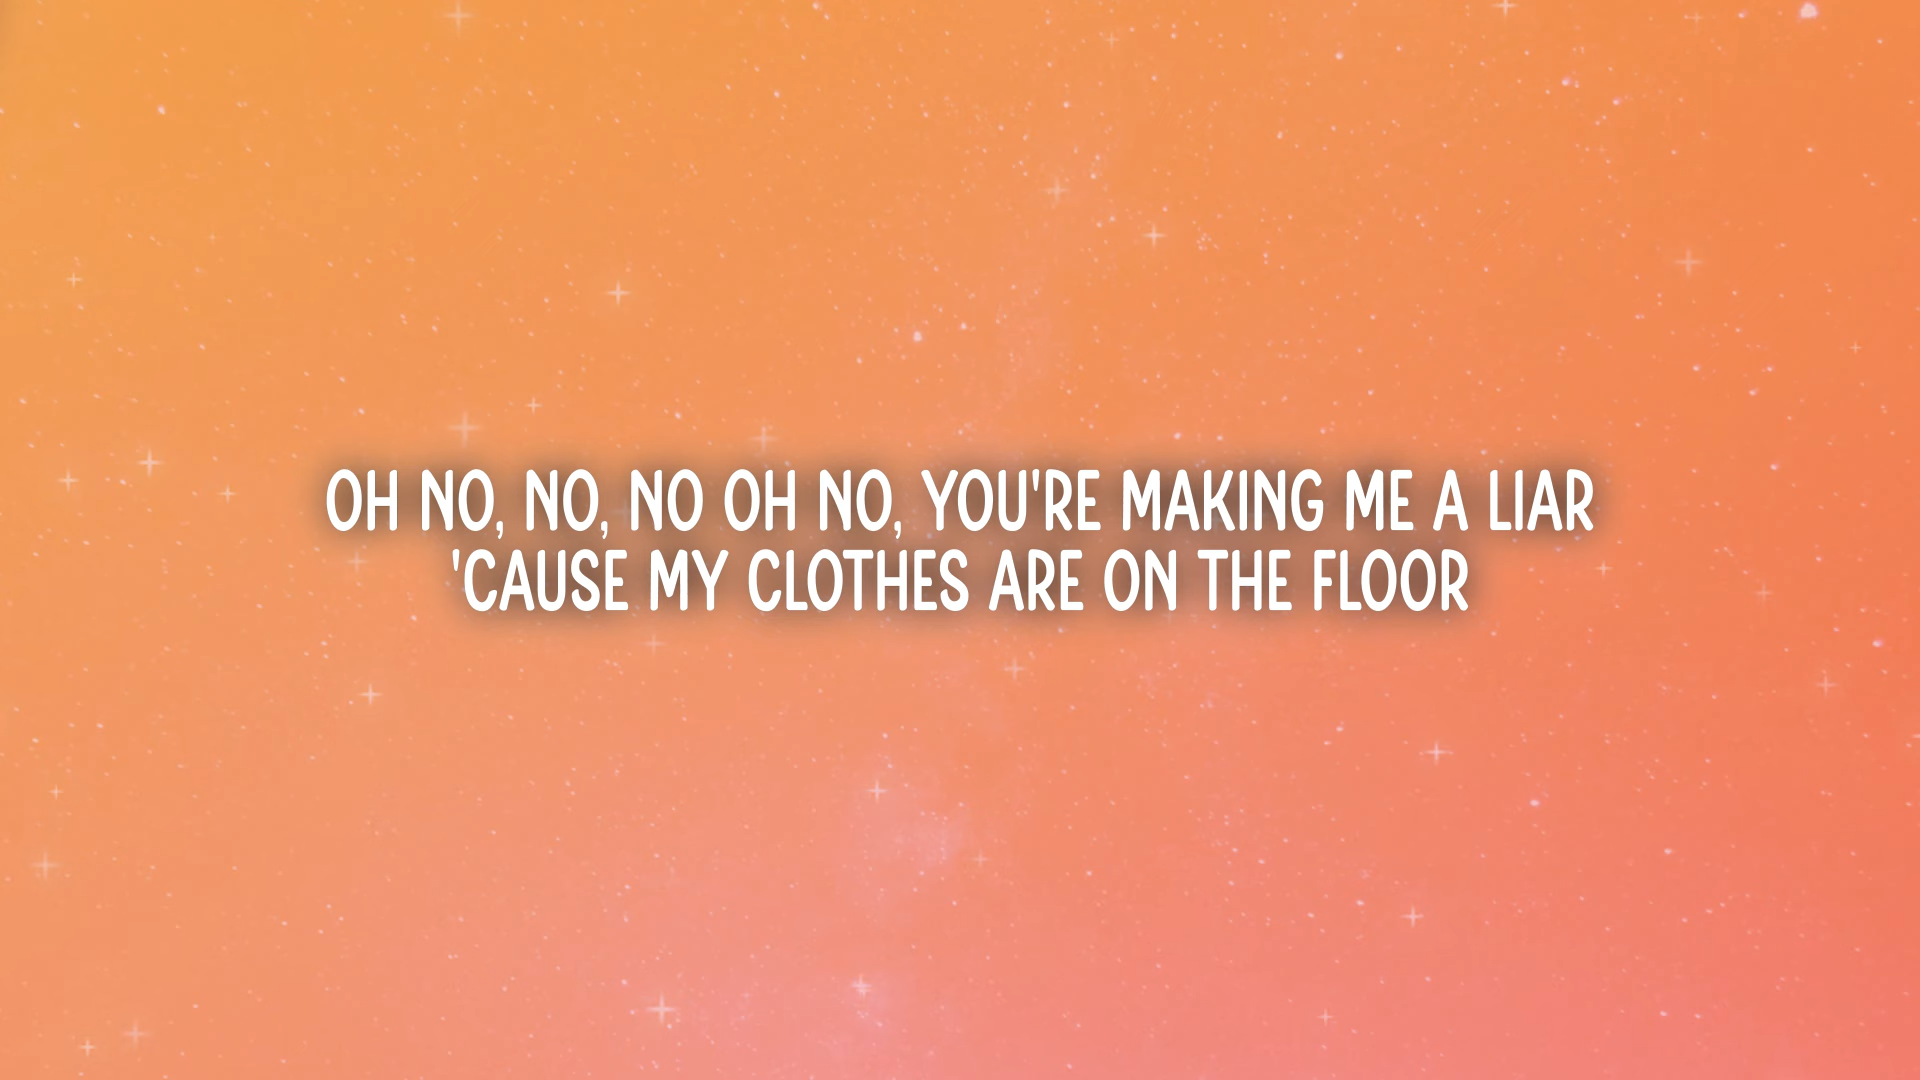 OH NO, NO, NO OH NO, YOU'RE MAKING ME A LIAR
'CAUSE MY CLOTHES ARE ON THE FLOOR